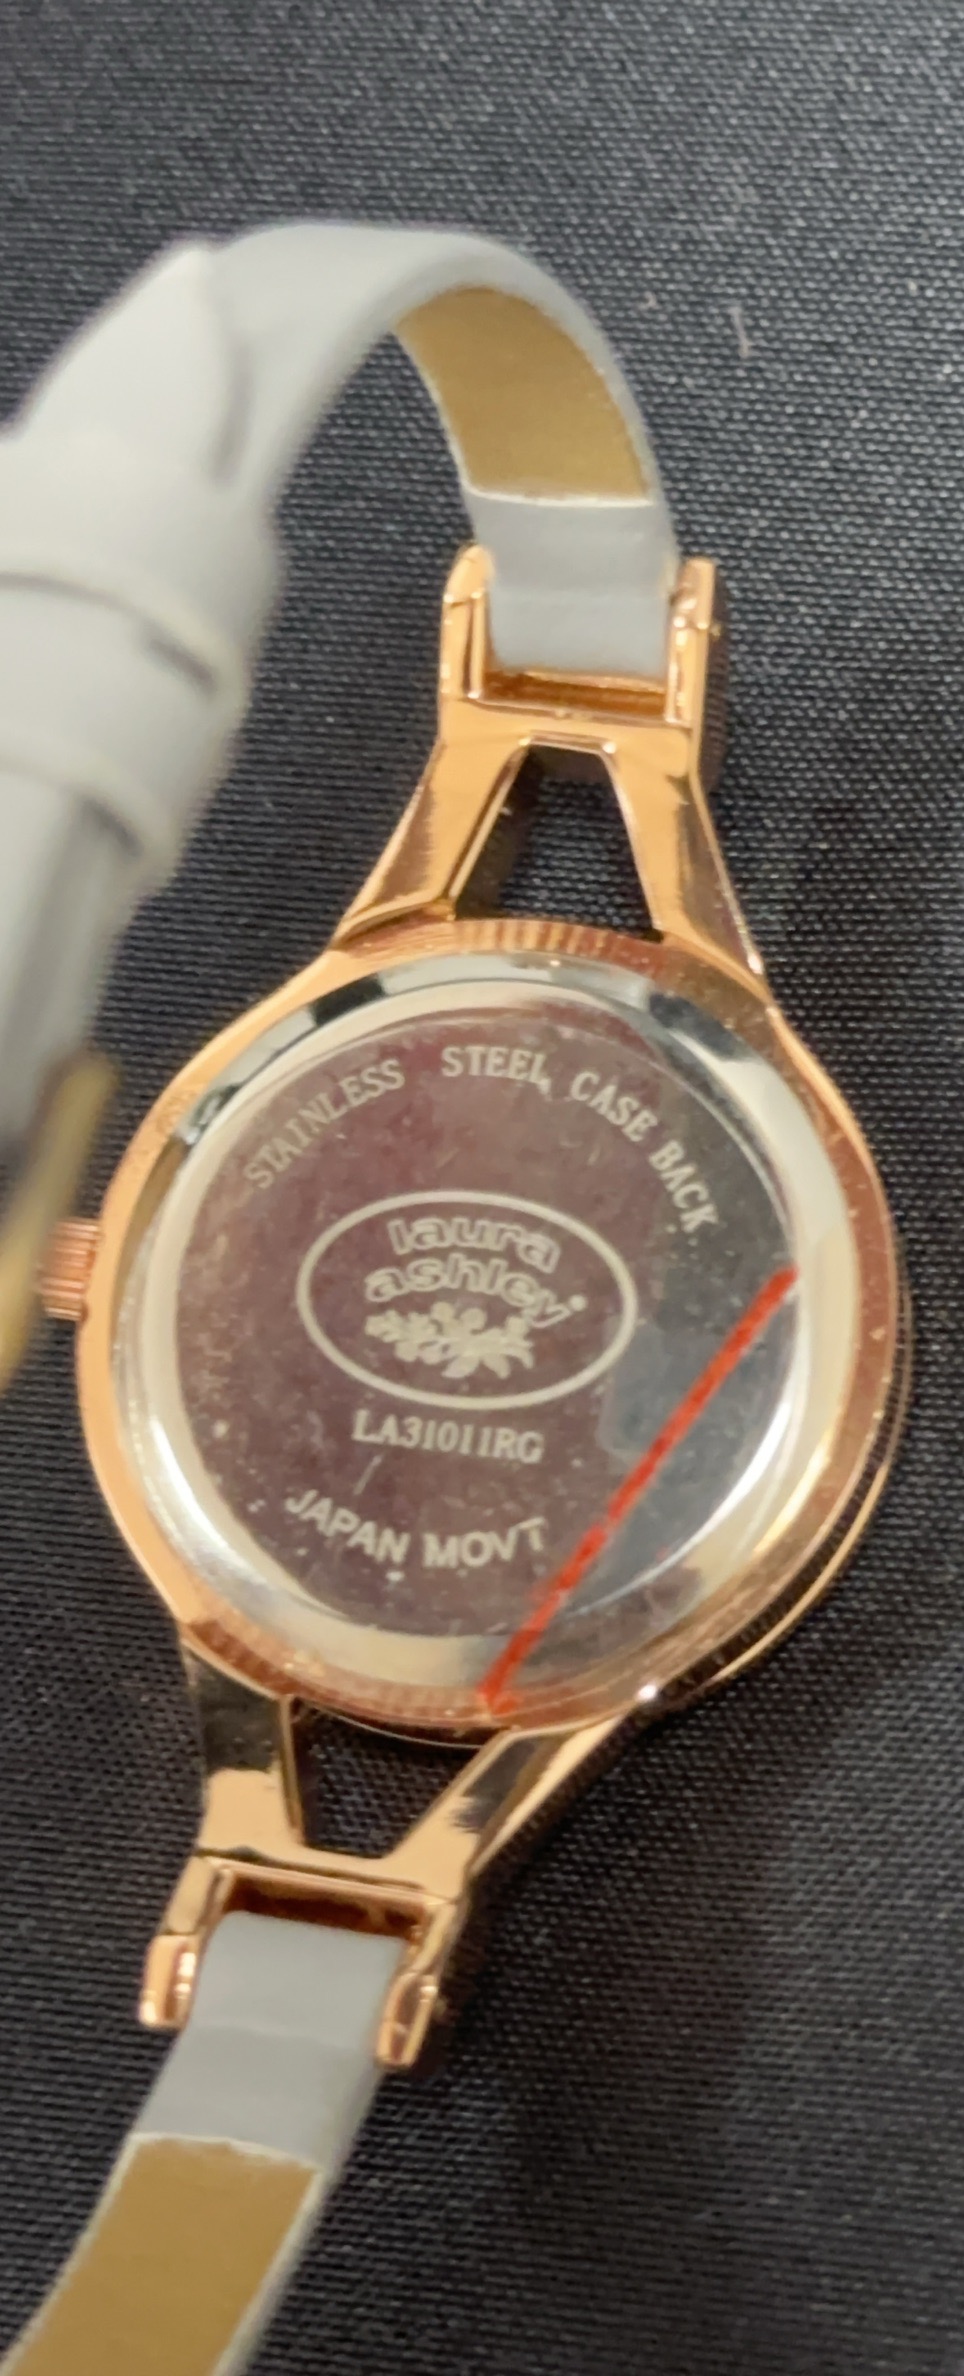 STAINLESS STEEL CASE BACK
laura
ashley
LA31011RG
JAPAN MOVT